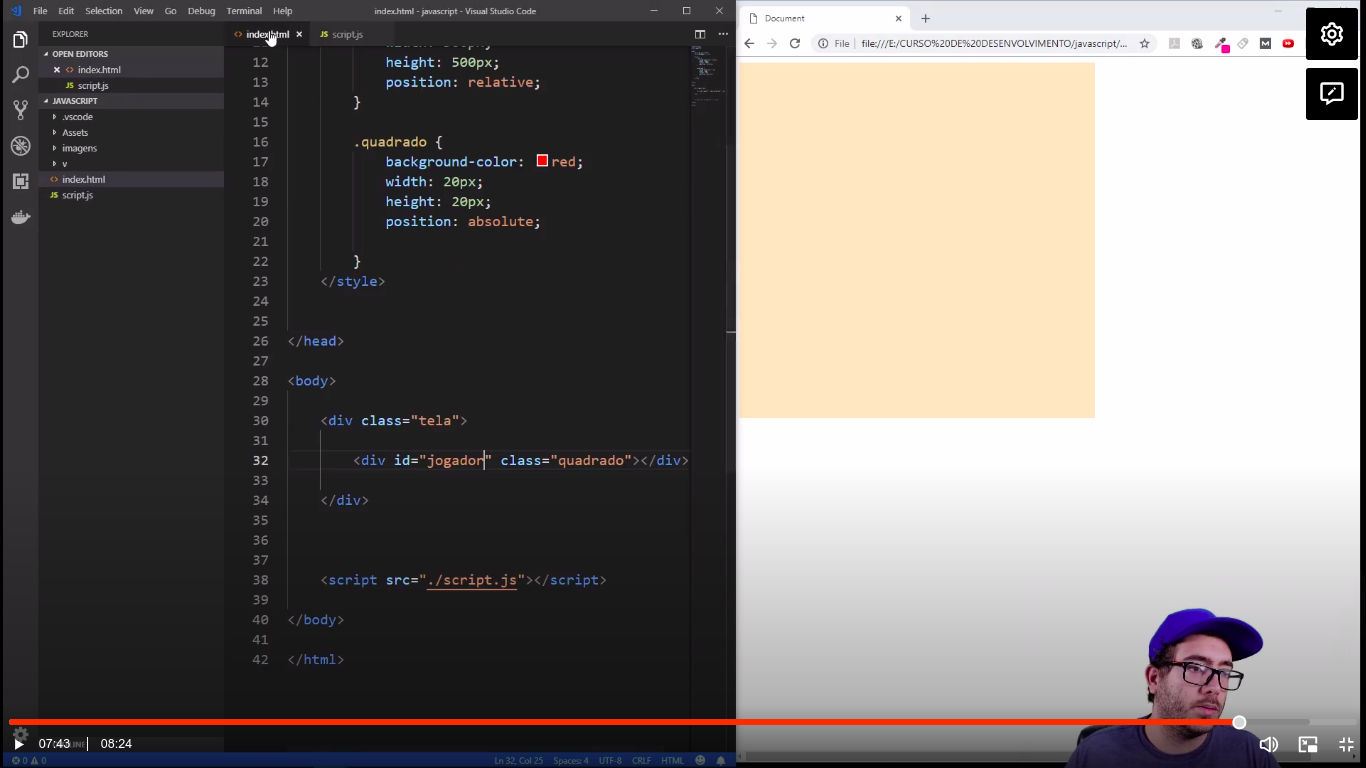 File Edit Selection View Go Debug Terminal Help
index.html - javascript - Visual Studio Code
EXPLORER
OPEN EDITORS
index.html
script.js
JAVASCRIPT
.vscode
Assets
imagens
v
index.html
JS script.js
index.html
JS script.js
12 height: 500px;
13 position: relative;
14 }
15
16 .quadrado {
17 background-color: red;
18 width: 20px;
19 height: 20px;
20 position: absolute;
21
22 }
23 </style>
24
25
26 </head>
27
28 <body>
29
30 <div class="tela">
31
32 <div id="jogador" class="quadrado"></div>
33
34 </div>
35
36
37
38 <script src="./script.js"></script>
39
40 </body>
41
42 </html>
0 0 Ln 32, Col 25 Spaces: 4 UTF-8 CRLF HTML
Document
File file:///E:/CURSO%20DE%20DESENVOLVIMENTO/javascript/...
07:43 08:24